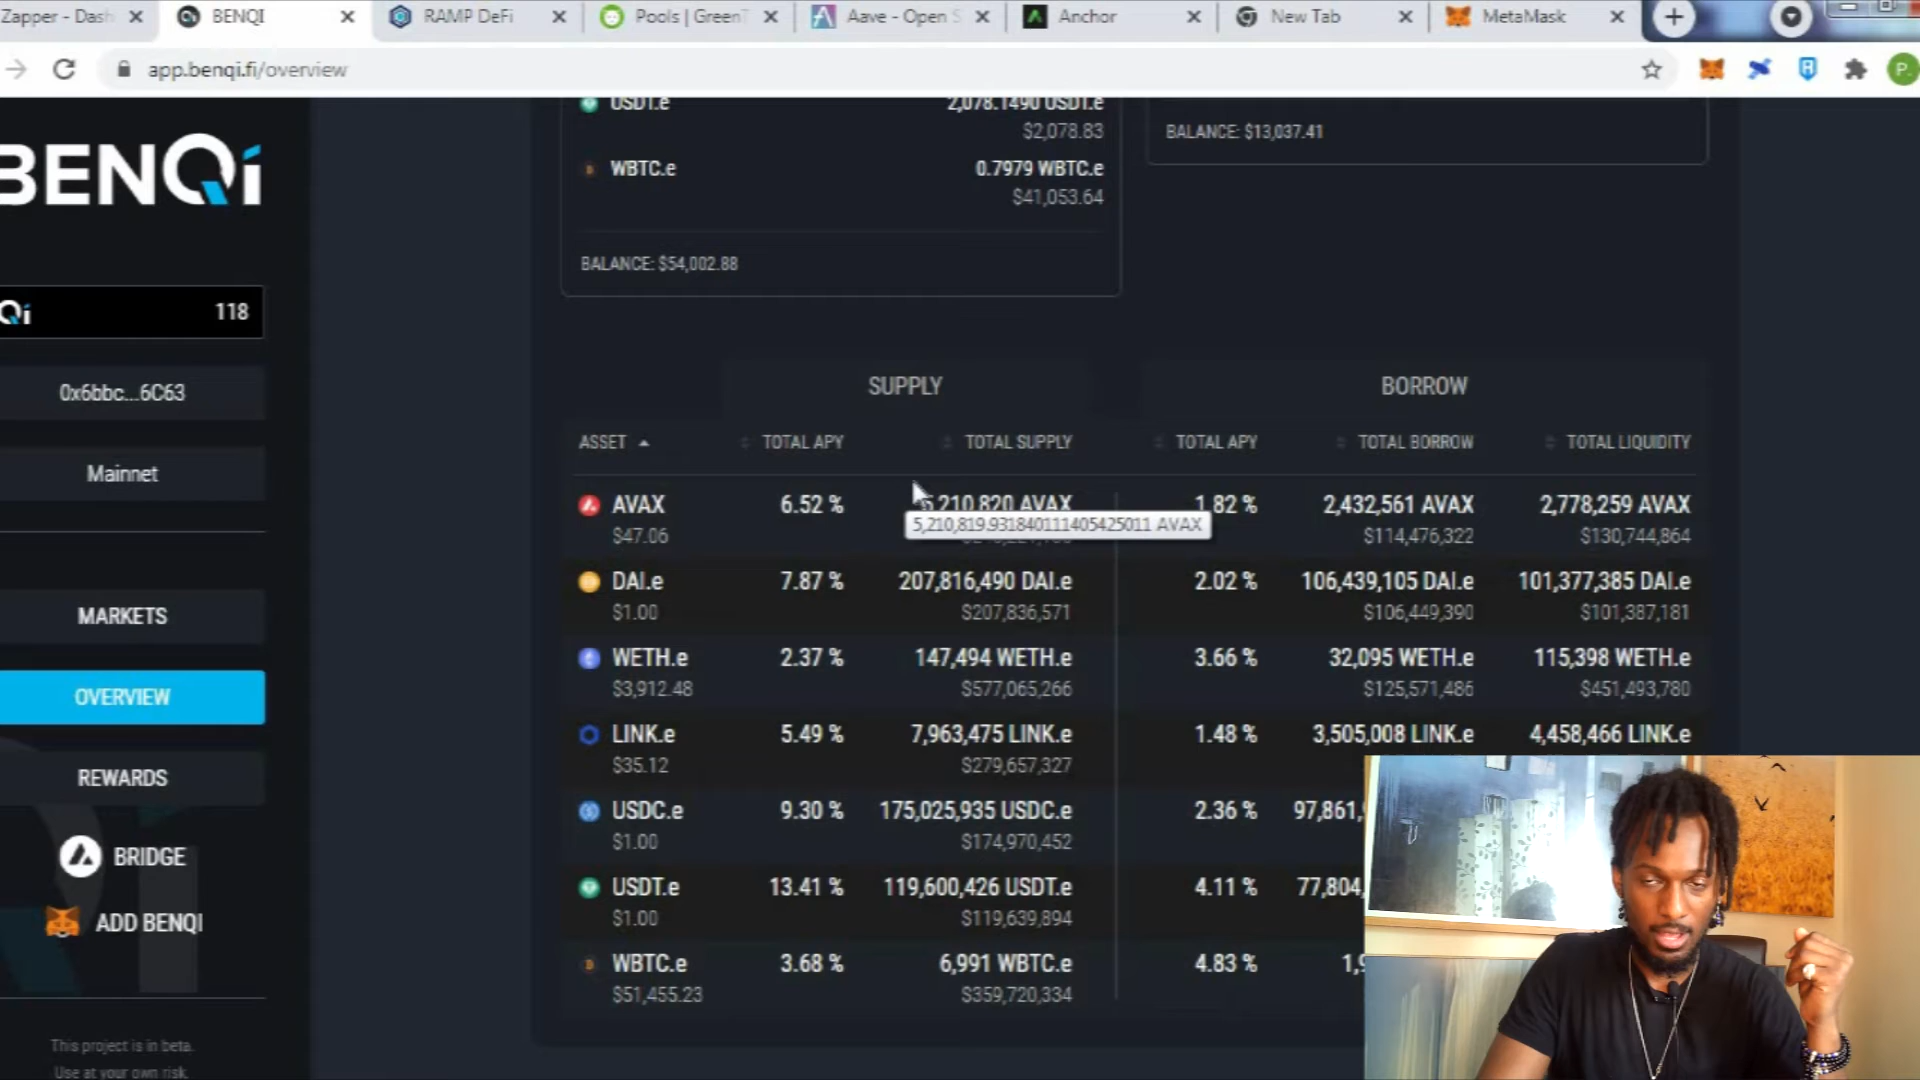 Zapper - Dash
BENQI
RAMP DeFi
Pools | GreenT
Aave - Open S
Anchor
New Tab
MetaMask
app.benqi.fi/overview
P.
BENQi
Qi 118
0x6bbc...6C63
Mainnet
MARKETS
OVERVIEW
REWARDS
BRIDGE
ADD BENQI
This project is in beta.
Use at your own risk.
USDT.e 2,078.1490 USDT.e
$2,078.83
WBTC.e 0.7979 WBTC.e
$41,053.64
BALANCE: $54,002.88
BALANCE: $13,037.41
SUPPLY BORROW
ASSET TOTAL APY TOTAL SUPPLY TOTAL APY TOTAL BORROW TOTAL LIQUIDITY
AVAX 6.52 % 5,210,820 AVAX 1.82 % 2,432,561 AVAX 2,778,259 AVAX
5,210,819.931840111405425011 AVAX
$47.06 $114,476,322 $130,744,864
DAI.e 7.87 % 207,816,490 DAI.e 2.02 % 106,439,105 DAI.e 101,377,385 DAI.e
$1.00 $207,836,571 $106,449,390 $101,387,181
WETH.e 2.37 % 147,494 WETH.e 3.66 % 32,095 WETH.e 115,398 WETH.e
$3,912.48 $577,065,266 $125,571,486 $451,493,780
LINK.e 5.49 % 7,963,475 LINK.e 1.48 % 3,505,008 LINK.e 4,458,466 LINK.e
$35.12 $279,657,327
USDC.e 9.30 % 175,025,935 USDC.e 2.36 % 97,861,
$1.00 $174,970,452
USDT.e 13.41 % 119,600,426 USDT.e 4.11 % 77,804,
$1.00 $119,639,894
WBTC.e 3.68 % 6,991 WBTC.e 4.83 % 1,9
$51,455.23 $359,720,334